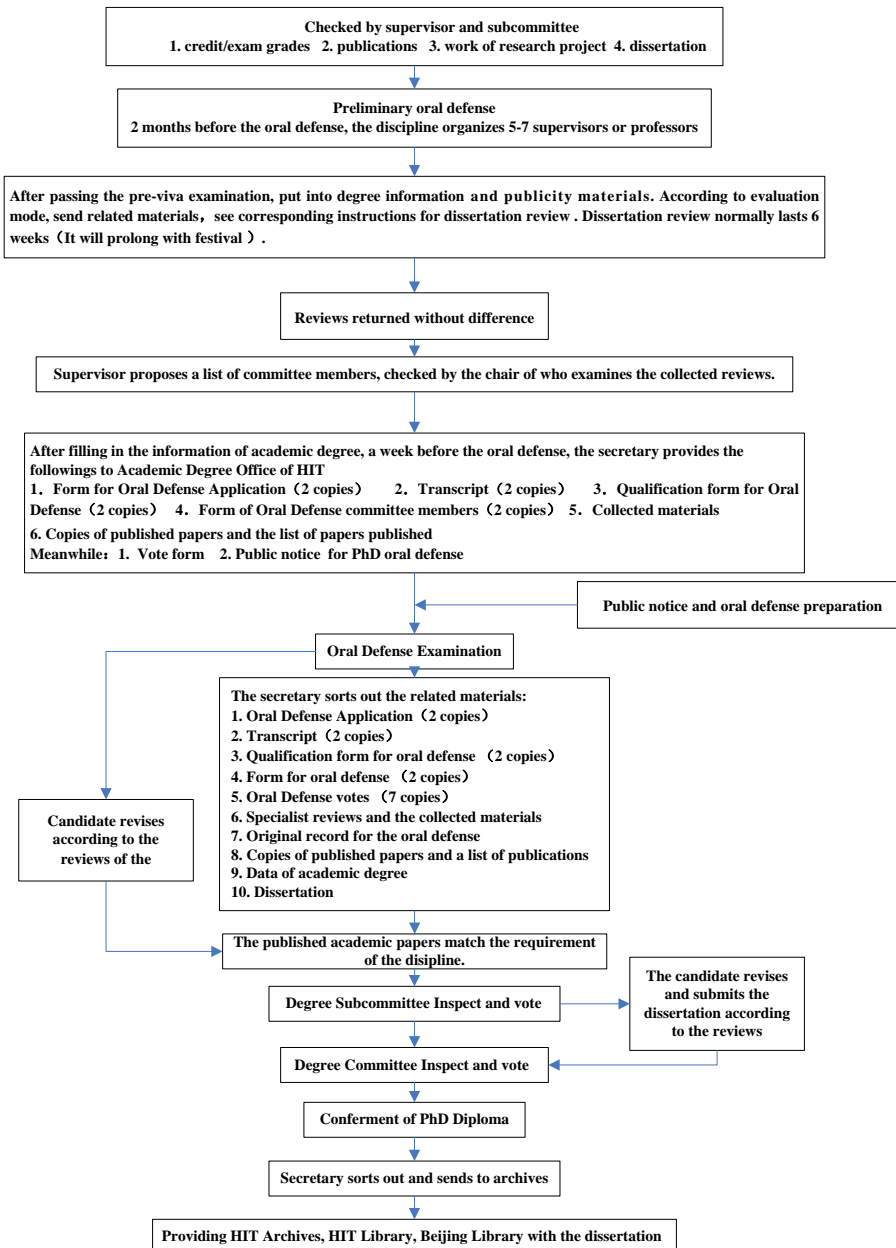 Checked by supervisor and subcommittee
1. credit/exam grades 2. publications 3. work of research project 4. dissertation
Preliminary oral defense
2 months before the oral defense, the discipline organizes 5-7 supervisors or professors
After passing the pre-viva examination, put into degree information and publicity materials. According to evaluation
mode, send related materials，see corresponding instructions for dissertation review . Dissertation review normally lasts 6
weeks（It will prolong with festival ）.
Reviews returned without difference
Supervisor proposes a list of committee members, checked by the chair of who examines the collected reviews.
After filling in the information of academic degree, a week before the oral defense, the secretary provides the
followings to Academic Degree Office of HIT
1．Form for Oral Defense Application（2 copies） 2．Transcript（2 copies） 3．Qualification form for Oral
Defense（2 copies） 4．Form of Oral Defense committee members（2 copies） 5．Collected materials
6. Copies of published papers and the list of papers published
Meanwhile：1. Vote form 2. Public notice for PhD oral defense
Public notice and oral defense preparation
Oral Defense Examination
The secretary sorts out the related materials:
1. Oral Defense Application（2 copies）
2. Transcript（2 copies）
3. Qualification form for oral defense （2 copies）
4. Form for oral defense （2 copies）
5. Oral Defense votes （7 copies）
6. Specialist reviews and the collected materials
7. Original record for the oral defense
8. Copies of published papers and a list of publications
9. Data of academic degree
10. Dissertation
Candidate revises
according to the
reviews of the
The published academic papers match the requirement
of the disipline.
Degree Subcommittee Inspect and vote
The candidate revises
and submits the
dissertation according
to the reviews
Degree Committee Inspect and vote
Conferment of PhD Diploma
Secretary sorts out and sends to archives
Providing HIT Archives, HIT Library, Beijing Library with the dissertation